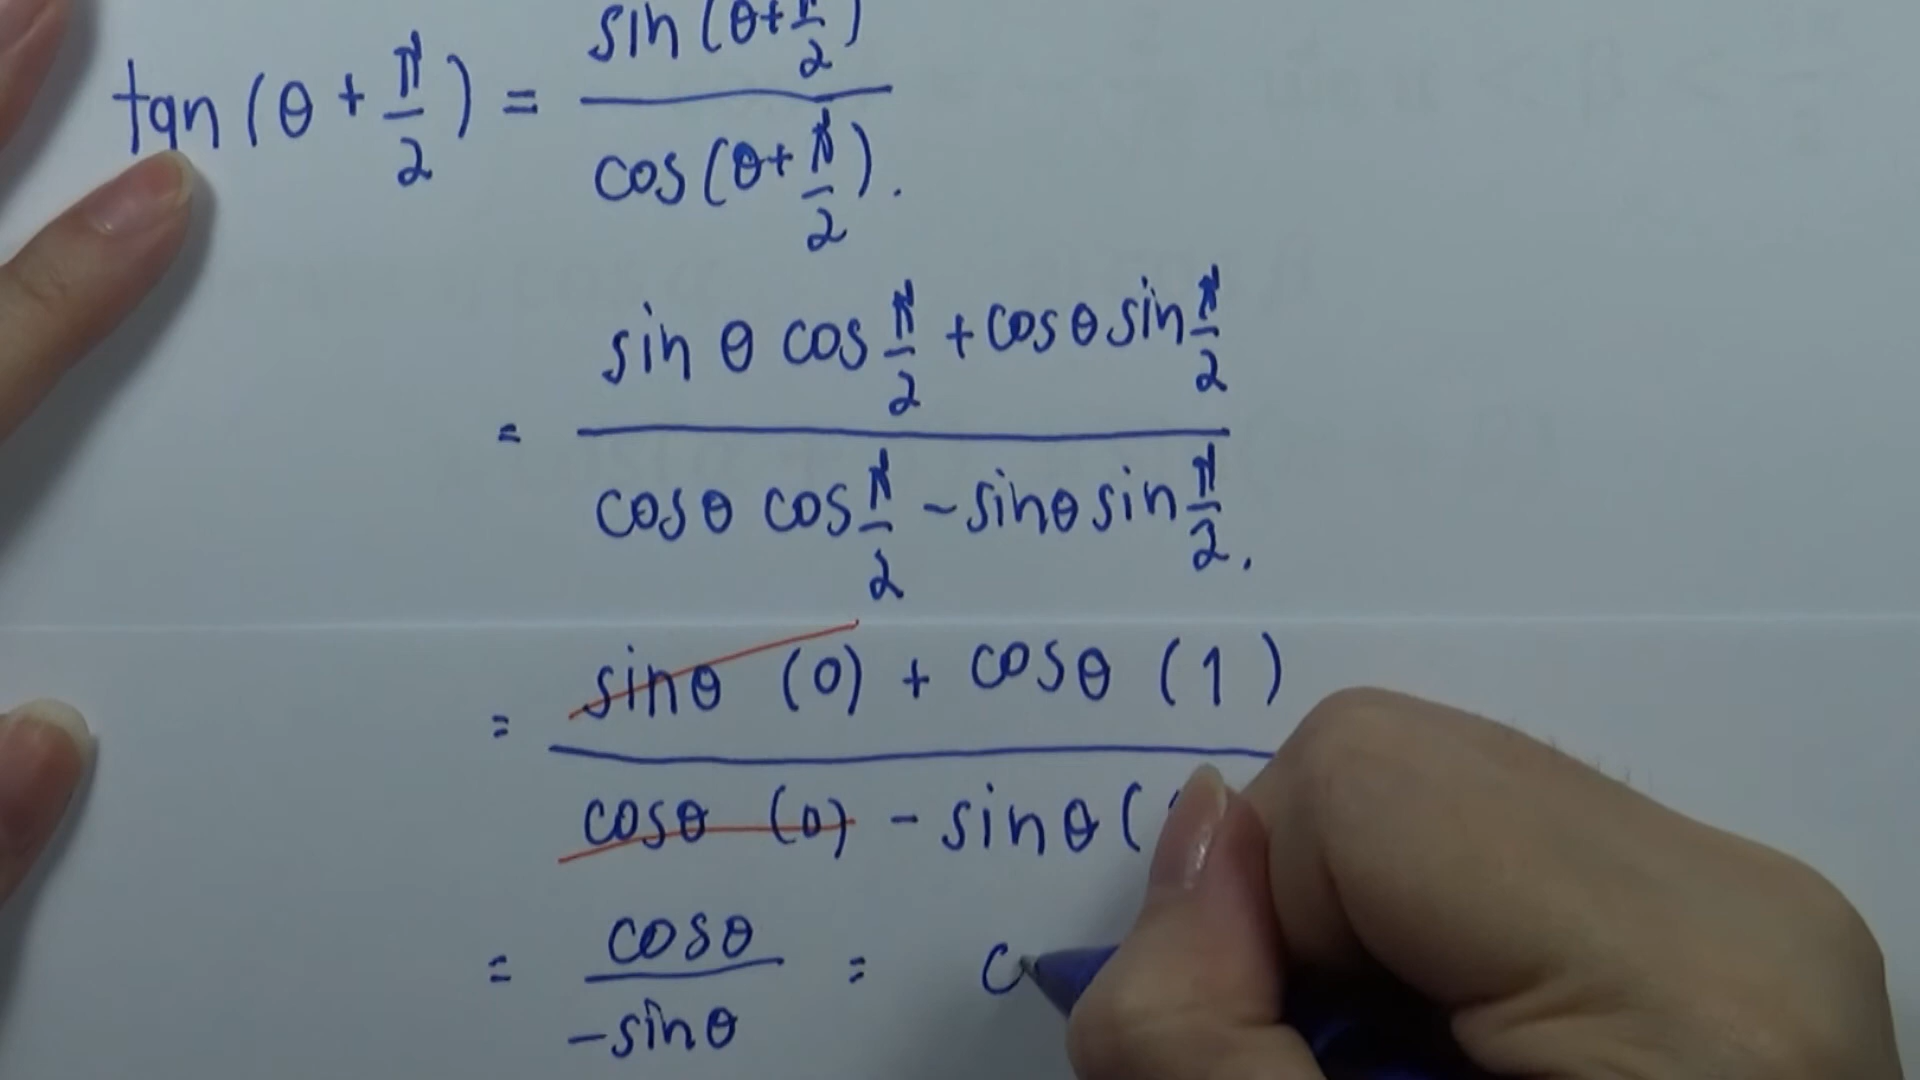 tan (θ + π/2) = sin (θ + π/2) / cos (θ + π/2).
= sin θ cos π/2 + cos θ sin π/2 / cos θ cos π/2 - sin θ sin π/2.
= sin θ (0) + cos θ (1) / cos θ (0) - sin θ (
= cos θ / -sin θ = c